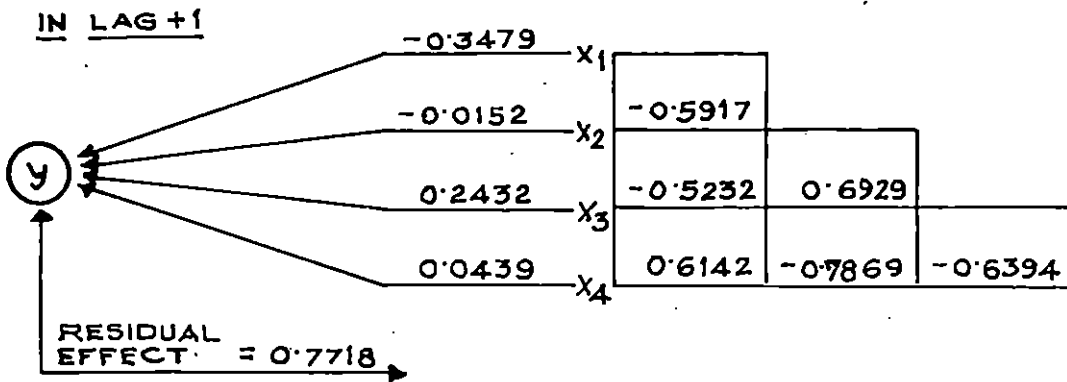 IN LAG +1
-0·3479 X1
-0·0152 X2 -0·5917
y
0·2432 X3 -0·5232 0·6929
0·0439 X4 0·6142 -0·7869 -0·6394
RESIDUAL
EFFECT· = 0·7718